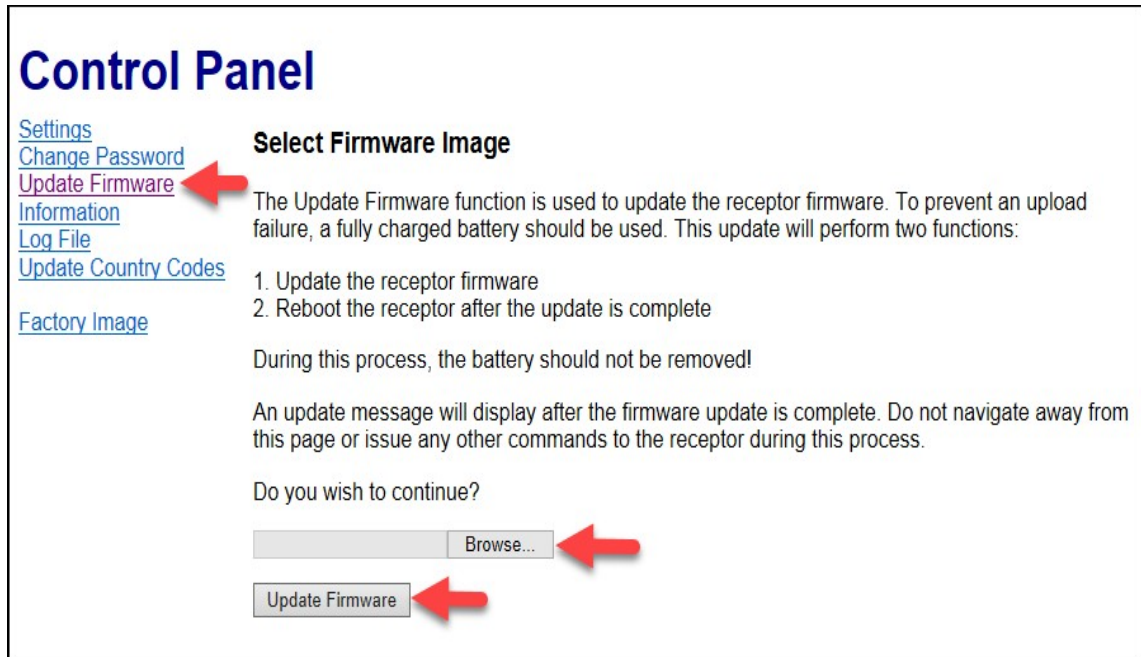 Control Panel
Settings
Change Password
Update Firmware
Information
Log File
Update Country Codes
Factory Image
Select Firmware Image
The Update Firmware function is used to update the receptor firmware. To prevent an upload
failure, a fully charged battery should be used. This update will perform two functions:
1. Update the receptor firmware
2. Reboot the receptor after the update is complete
During this process, the battery should not be removed!
An update message will display after the firmware update is complete. Do not navigate away from
this page or issue any other commands to the receptor during this process.
Do you wish to continue?
Browse...
Update Firmware